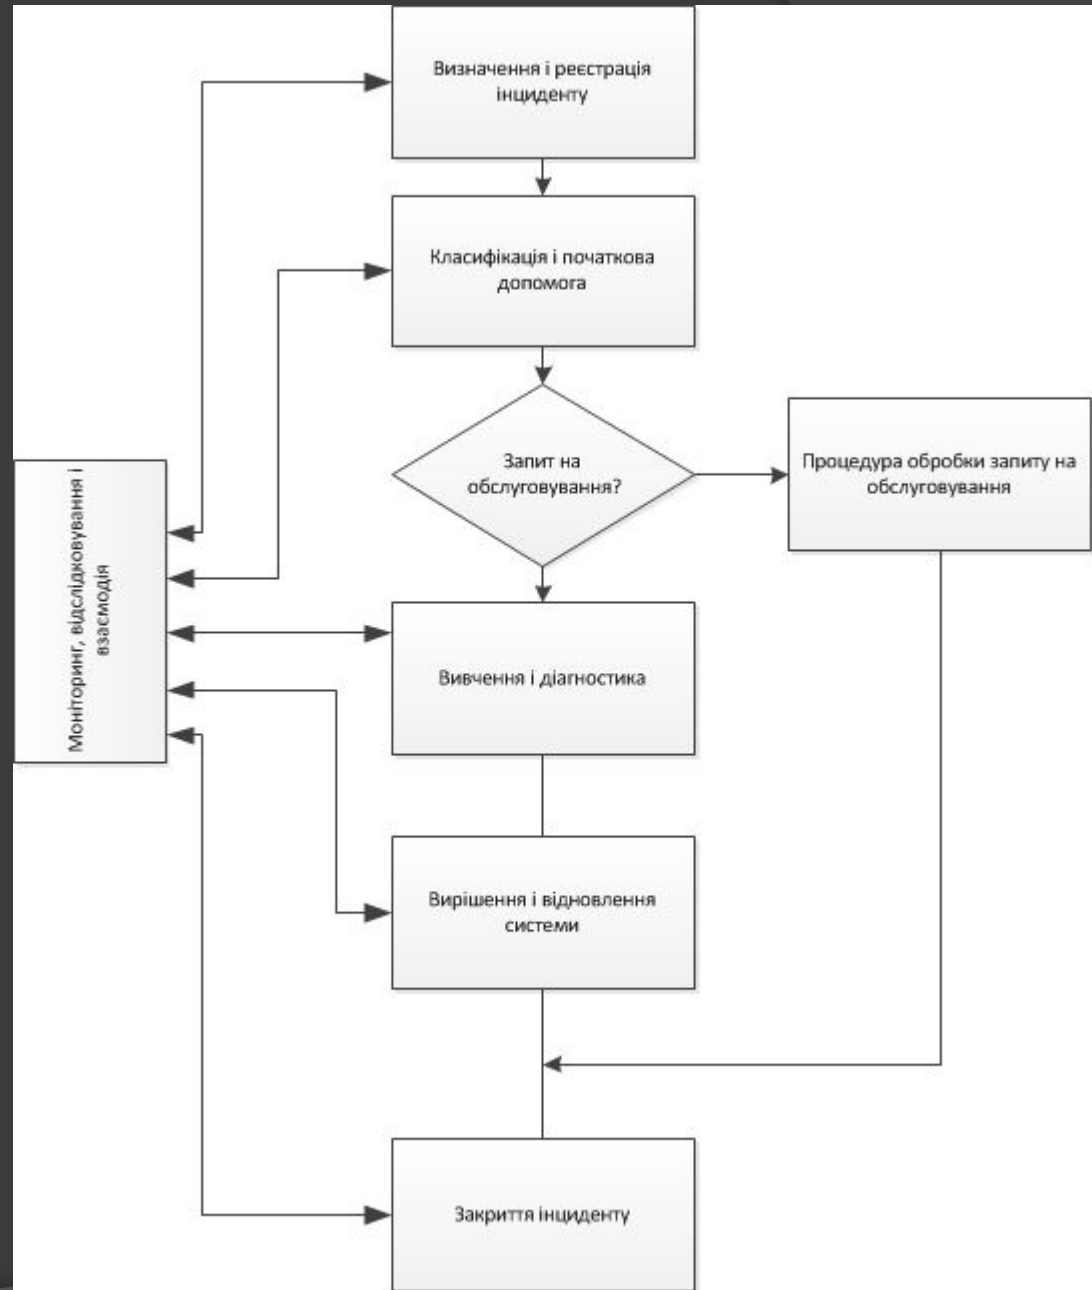 Визначення і реєстрація
інциденту
Класифікація і початкова
допомога
Запит на
обслуговування?
Процедура обробки запиту на
обслуговування
Моніторинг, відслідковування і
взаємодія
Вивчення і діагностика
Вирішення і відновлення
системи
Закриття інциденту